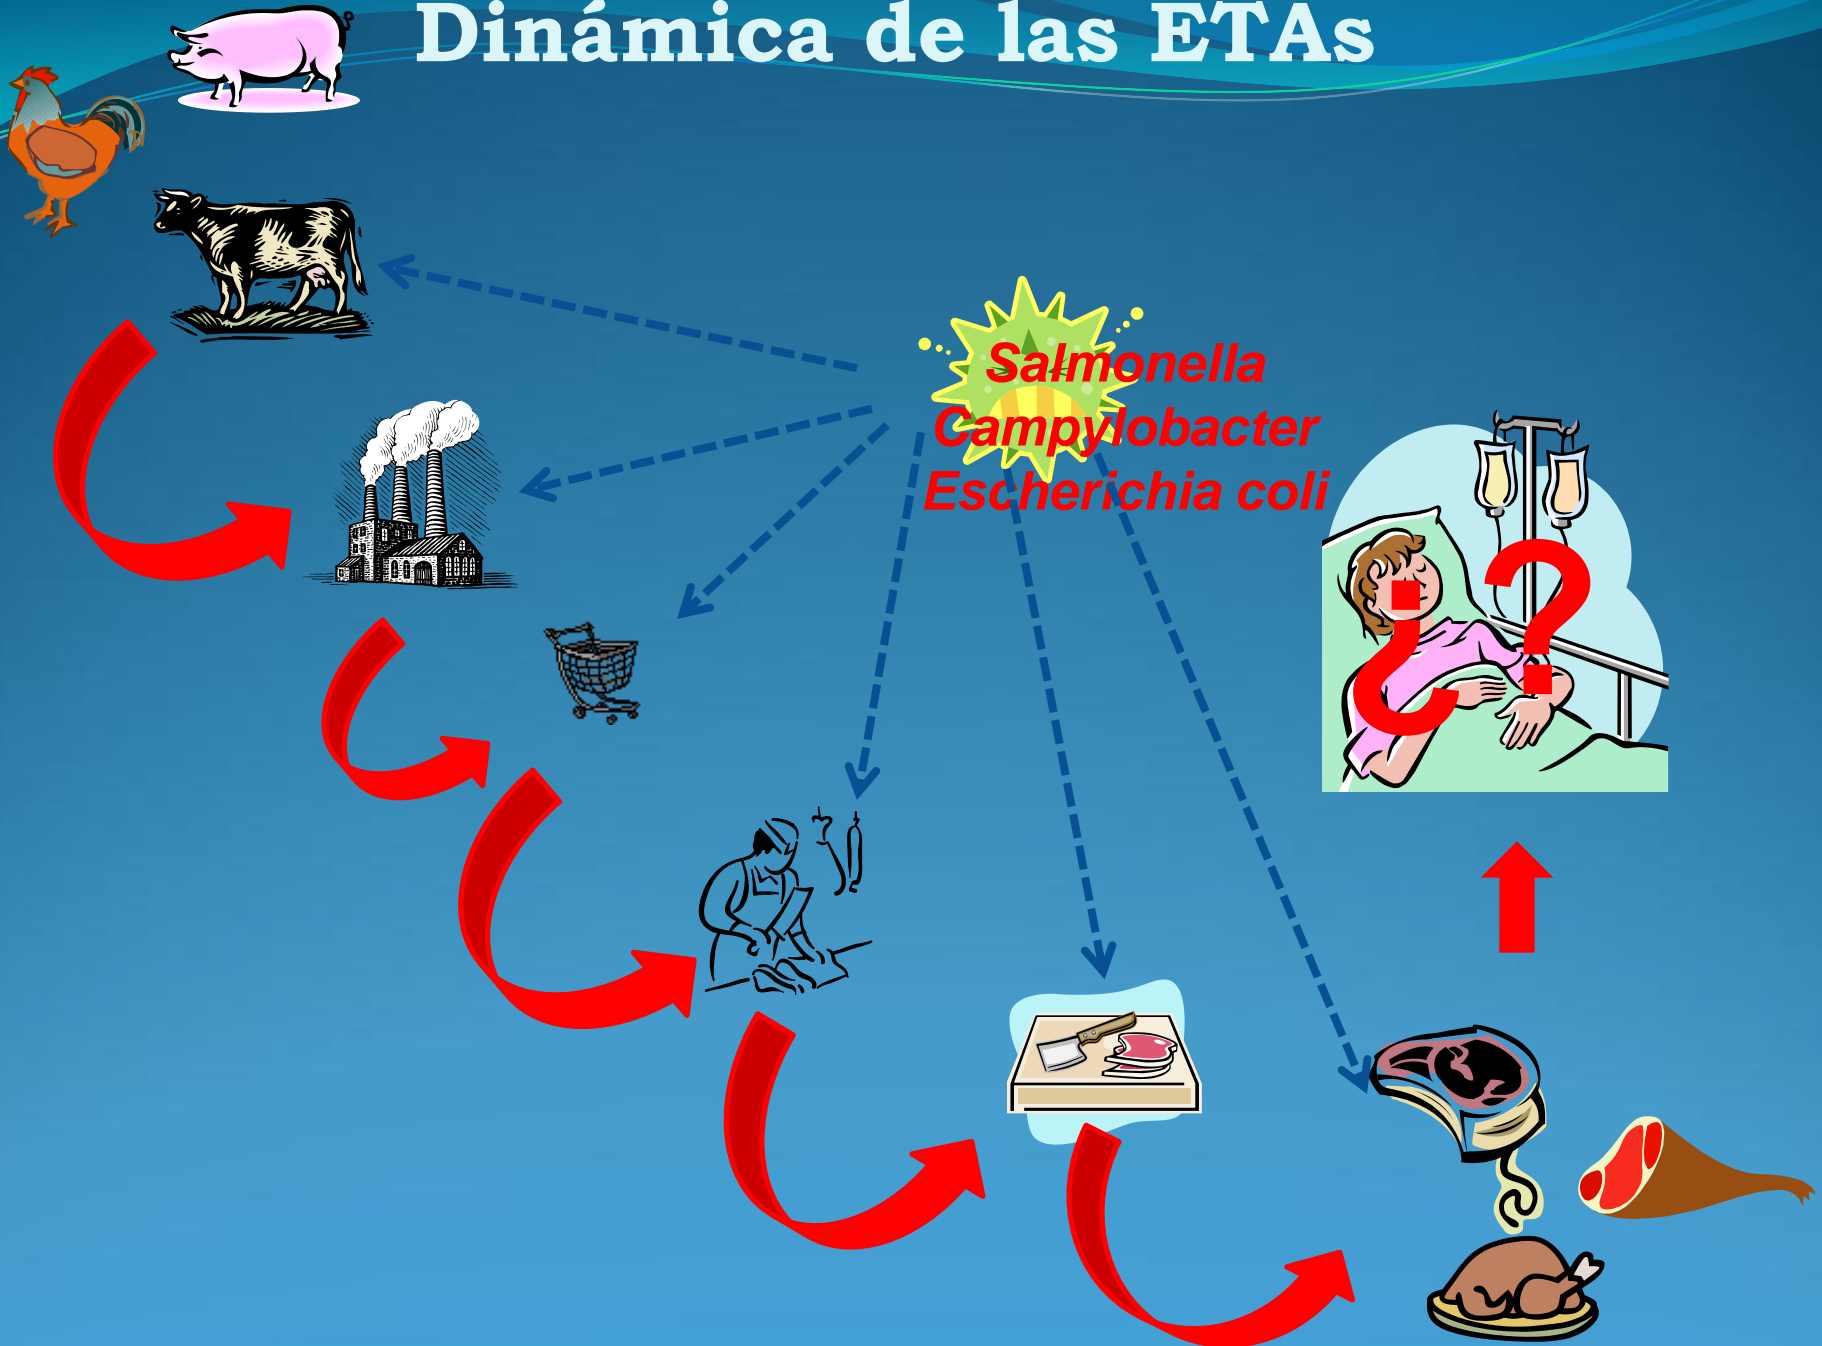 Dinámica de las ETAs
Salmonella
Campylobacter
Escherichia coli
¿?